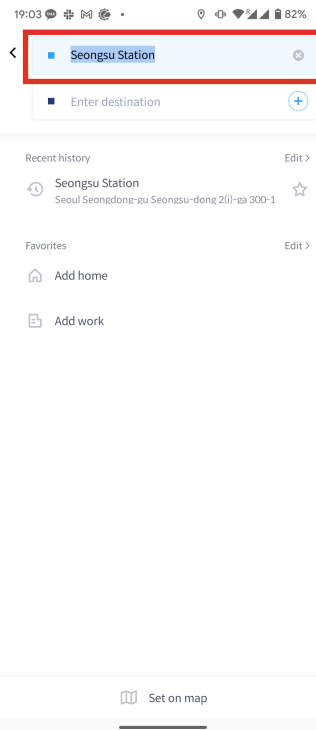 19:03
82%
Seongsu Station
Enter destination
Recent history
Edit >
Seongsu Station
Seoul Seongdong-gu Seongsu-dong 2(i)-ga 300-1
Favorites
Edit >
Add home
Add work
Set on map